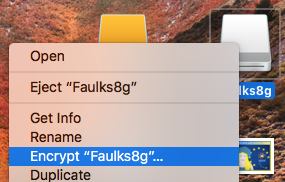 Open
Eject “Faulks8g”
Get Info
Rename
Encrypt “Faulks8g”...
Duplicate
lks8g